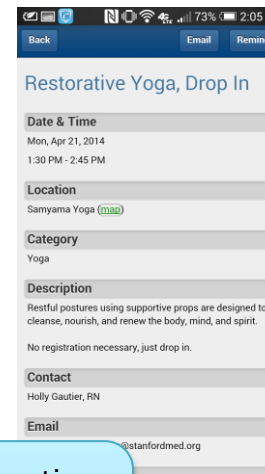 73% 2:05
Back Email Remin
Restorative Yoga, Drop In
Date & Time
Mon, Apr 21, 2014
1:30 PM - 2:45 PM
Location
Samyama Yoga (map)
Category
Yoga
Description
Restful postures using supportive props are designed to
cleanse, nourish, and renew the body, mind, and spirit.
No registration necessary, just drop in.
Contact
Holly Gautier, RN
Email
@stanfordmed.org